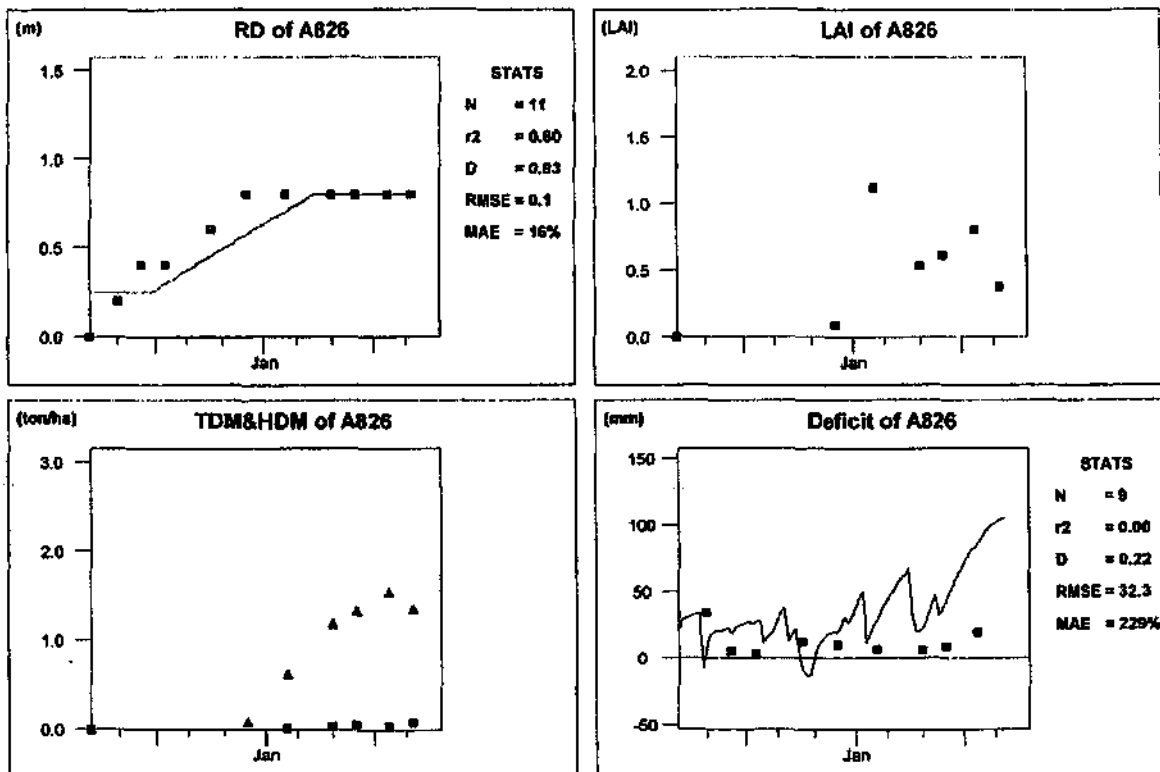 (m) RD of A826
1.5
1.0
0.5
0.0
Jan
STATS
N = 11
r2 = 0.60
D = 0.83
RMSE = 0.1
MAE = 16%
(LAI) LAI of A826
2.0
1.5
1.0
0.5
0.0
Jan
(ton/ha) TDM&HDM of A826
3.0
2.0
1.0
0.0
Jan
(mm) Deficit of A826
150
100
50
0
-50
Jan
STATS
N = 9
r2 = 0.00
D = 0.22
RMSE = 32.3
MAE = 229%